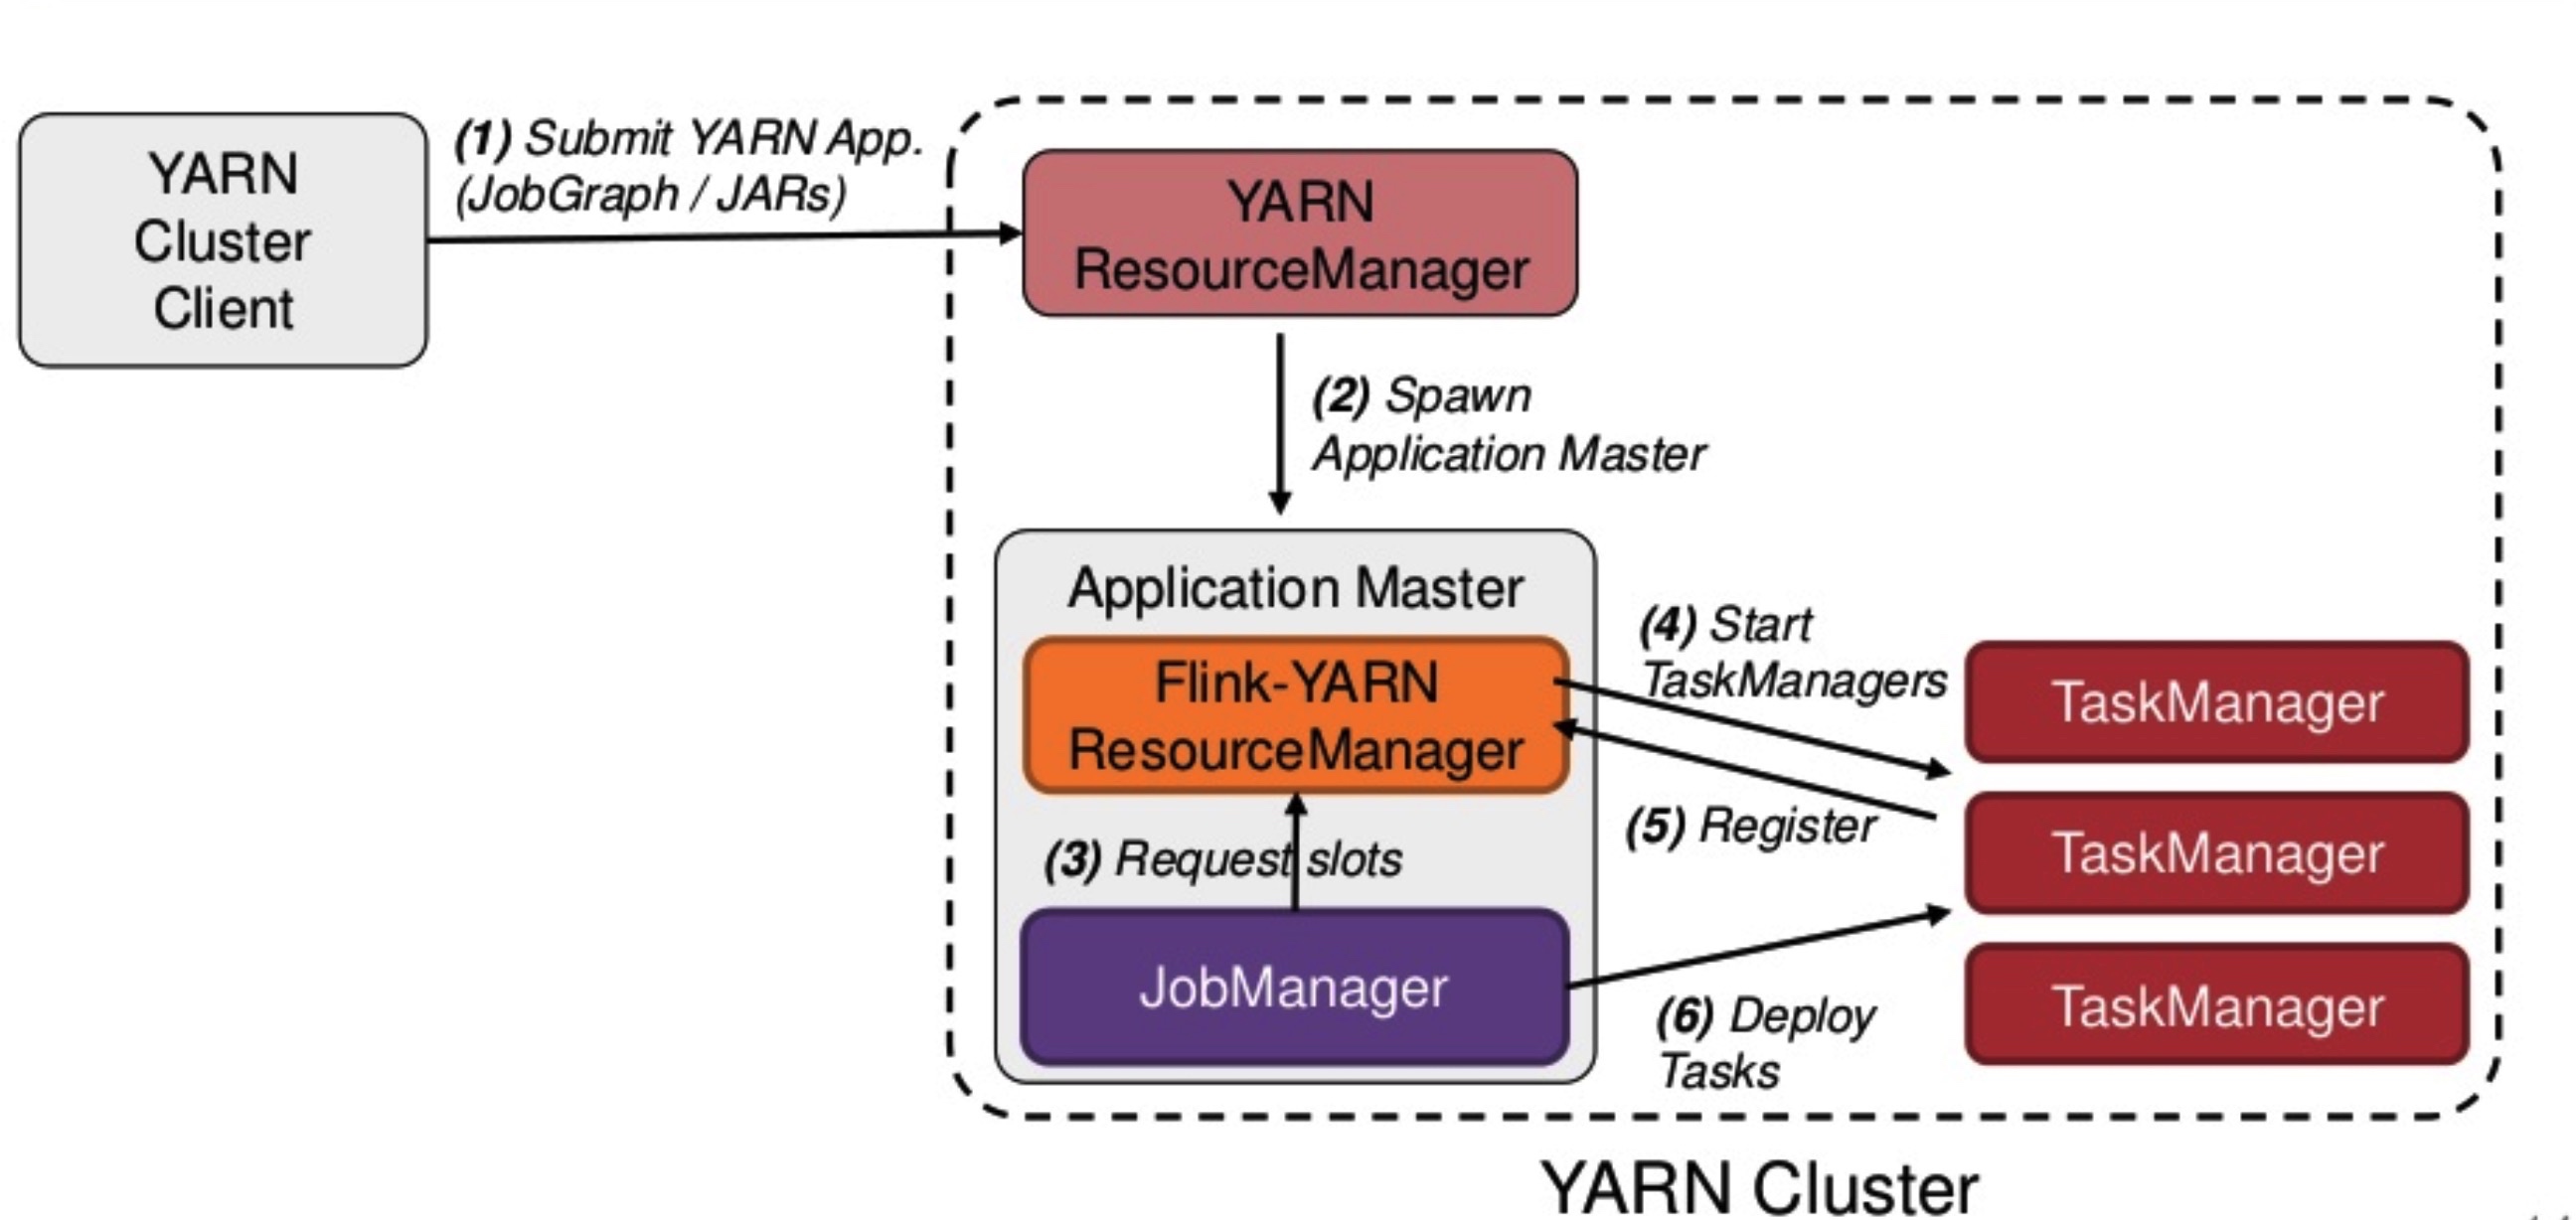 YARN
Cluster
Client
(1) Submit YARN App.
(JobGraph / JARs)
YARN
ResourceManager
(2) Spawn
Application Master
Application Master
Flink-YARN
ResourceManager
(3) Request slots
JobManager
(4) Start
TaskManagers
(5) Register
(6) Deploy
Tasks
TaskManager
TaskManager
TaskManager
YARN Cluster